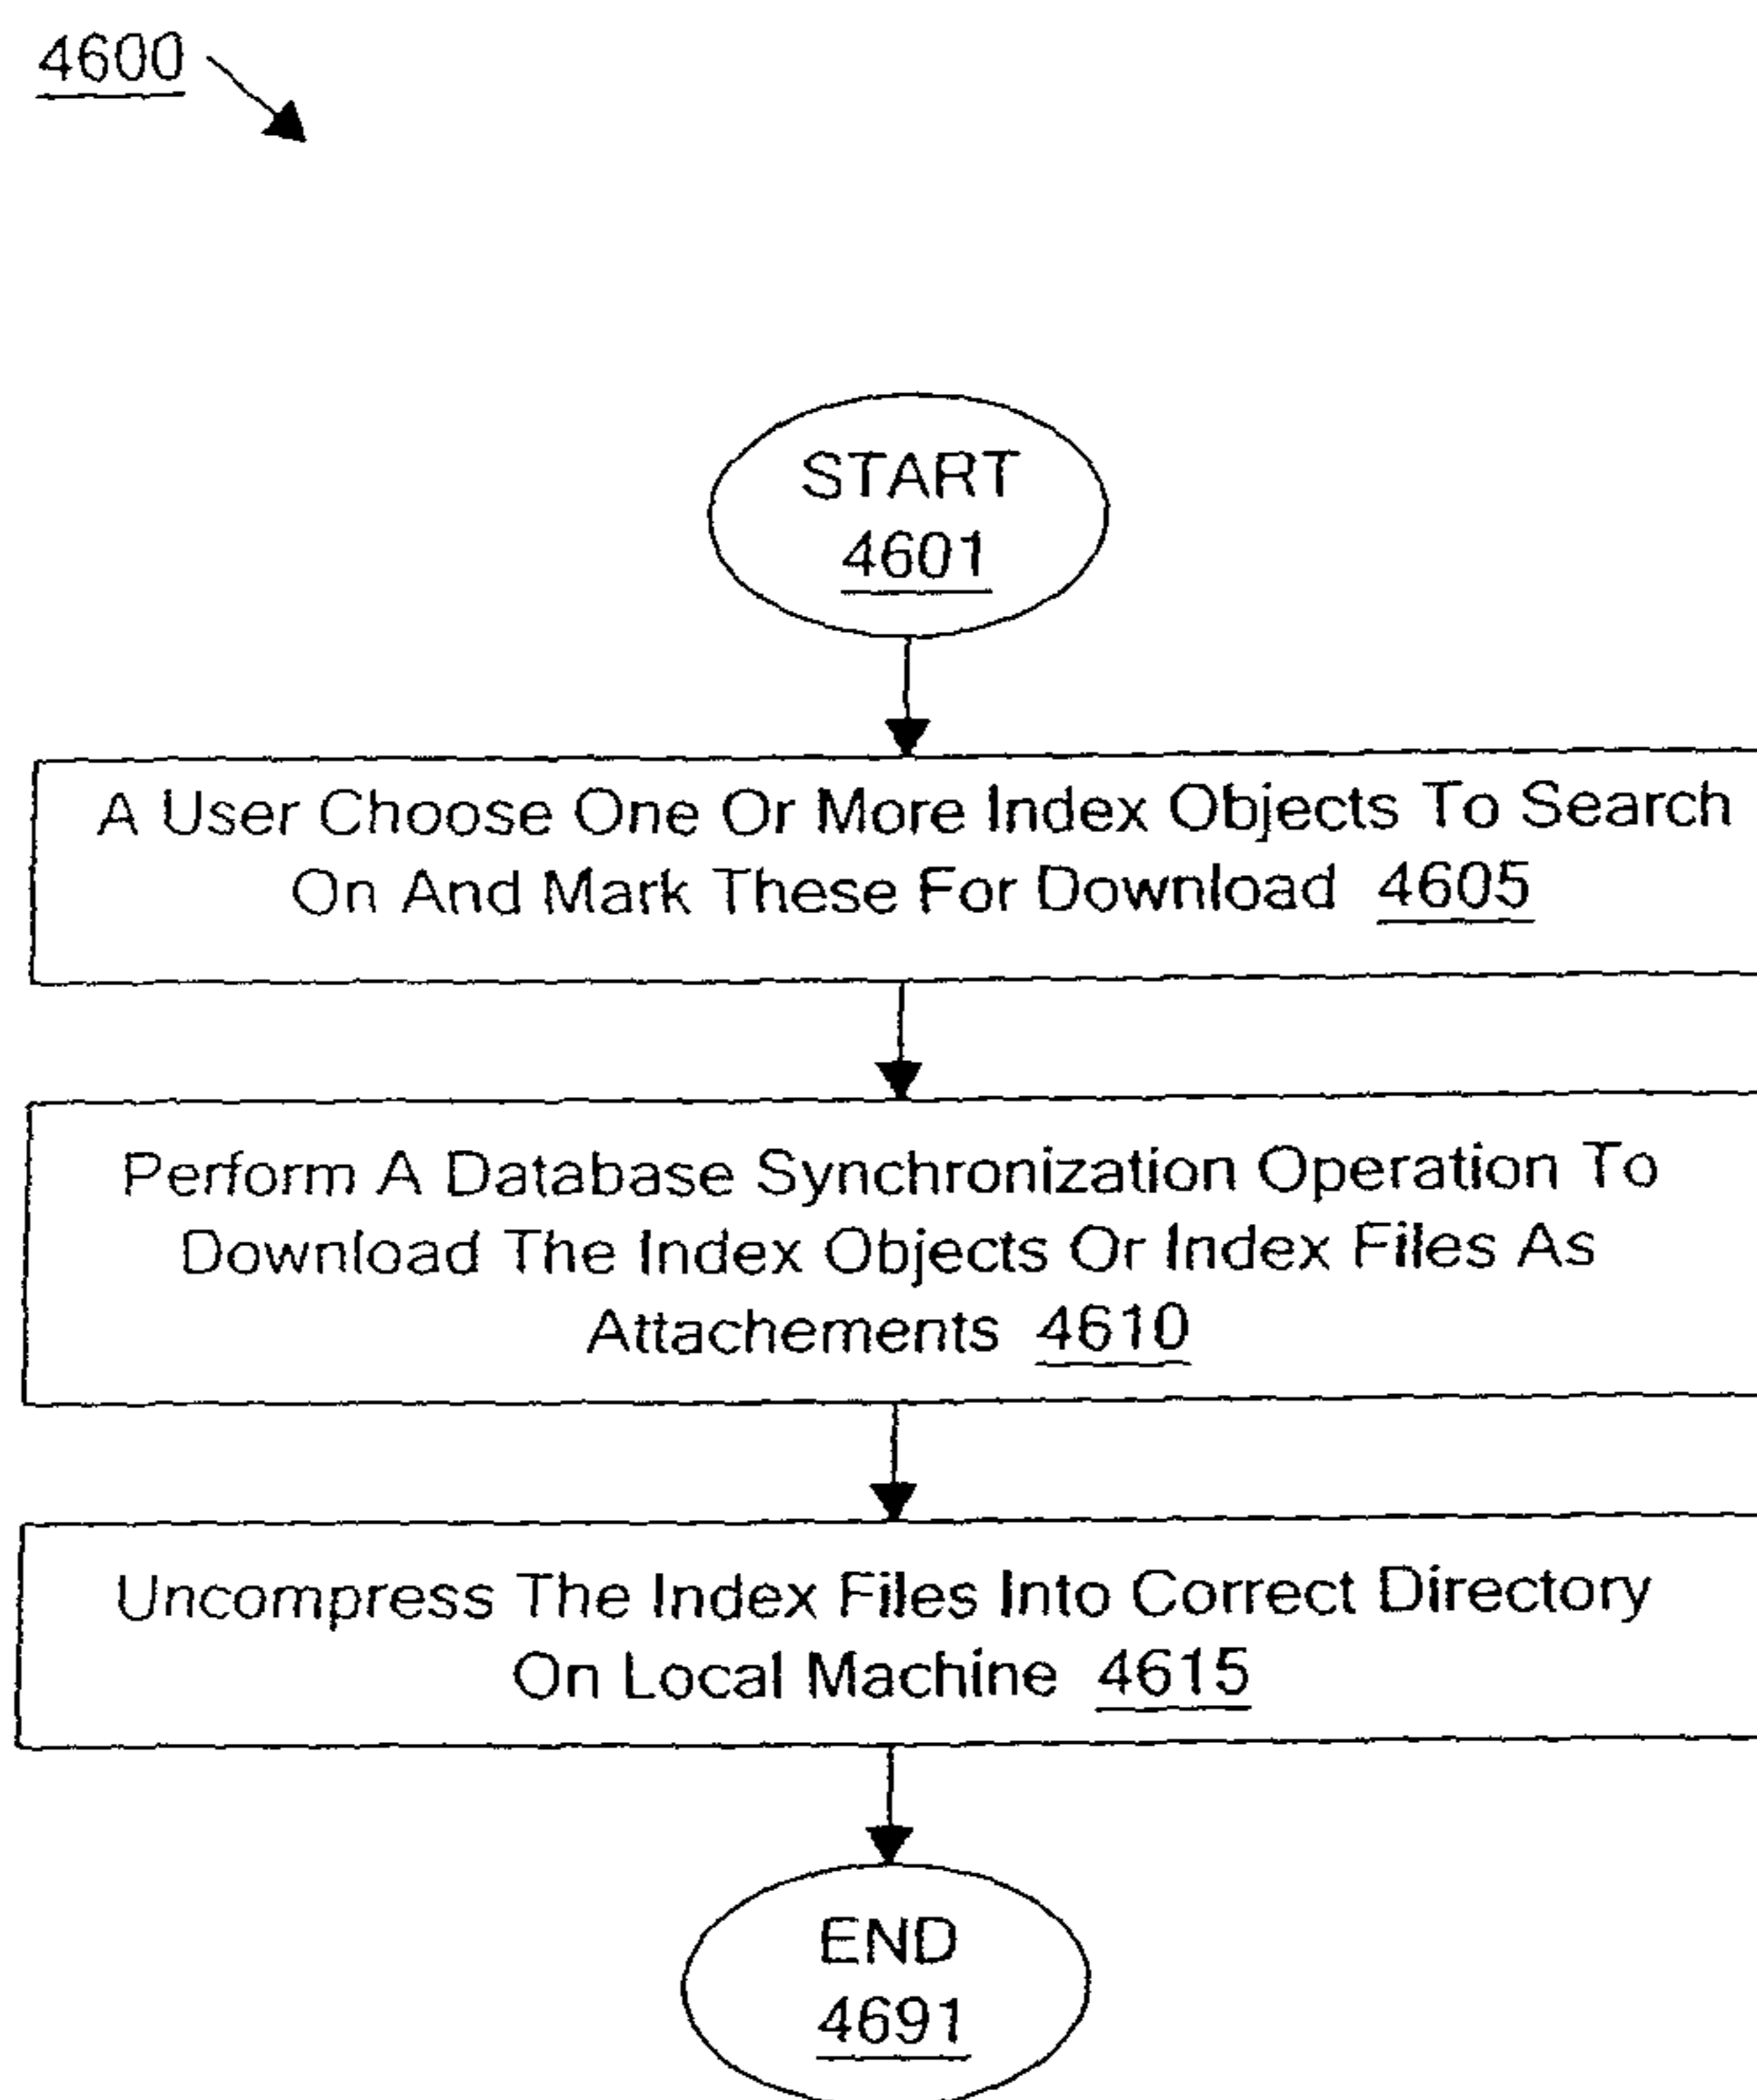 4600
START
4601
A User Choose One Or More Index Objects To Search
On And Mark These For Download 4605
Perform A Database Synchronization Operation To
Download The Index Objects Or Index Files As
Attachements 4610
Uncompress The Index Files Into Correct Directory
On Local Machine 4615
END
4691